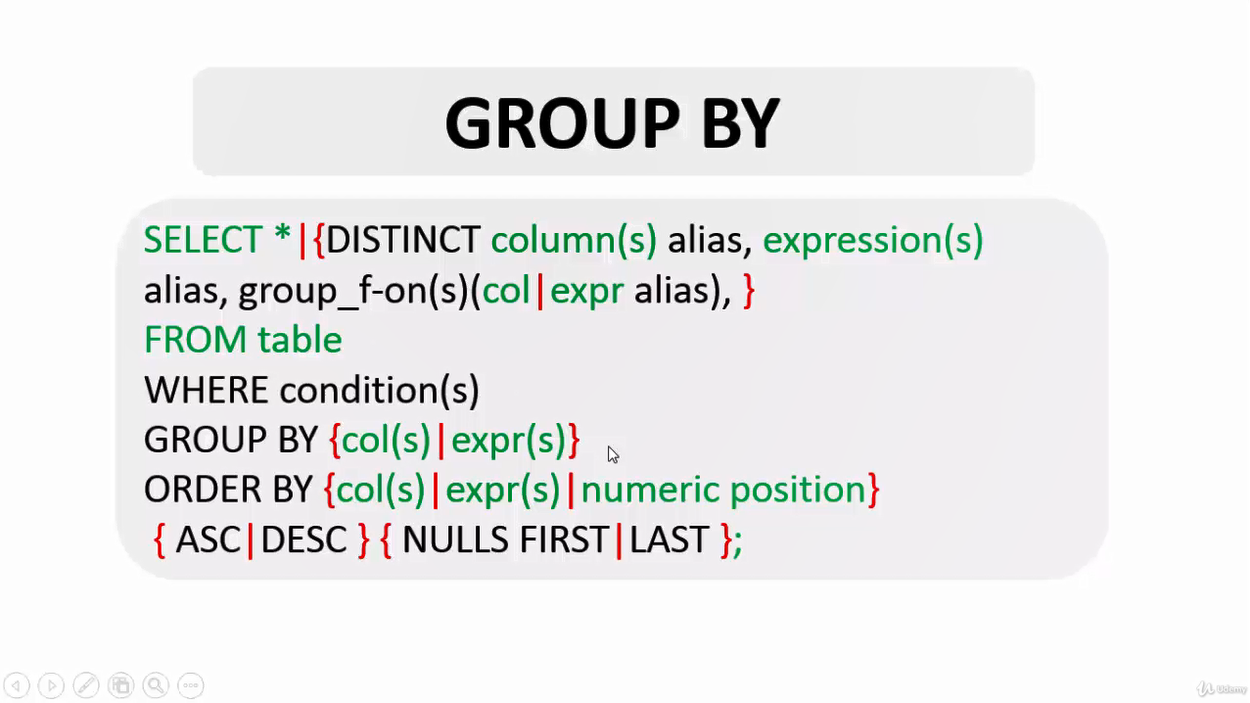 GROUP BY
SELECT *|{DISTINCT column(s) alias, expression(s)
alias, group_f-on(s)(col|expr alias), }
FROM table
WHERE condition(s)
GROUP BY {col(s)|expr(s)}
ORDER BY {col(s)|expr(s)|numeric position}
{ ASC|DESC } { NULLS FIRST|LAST };
Udemy